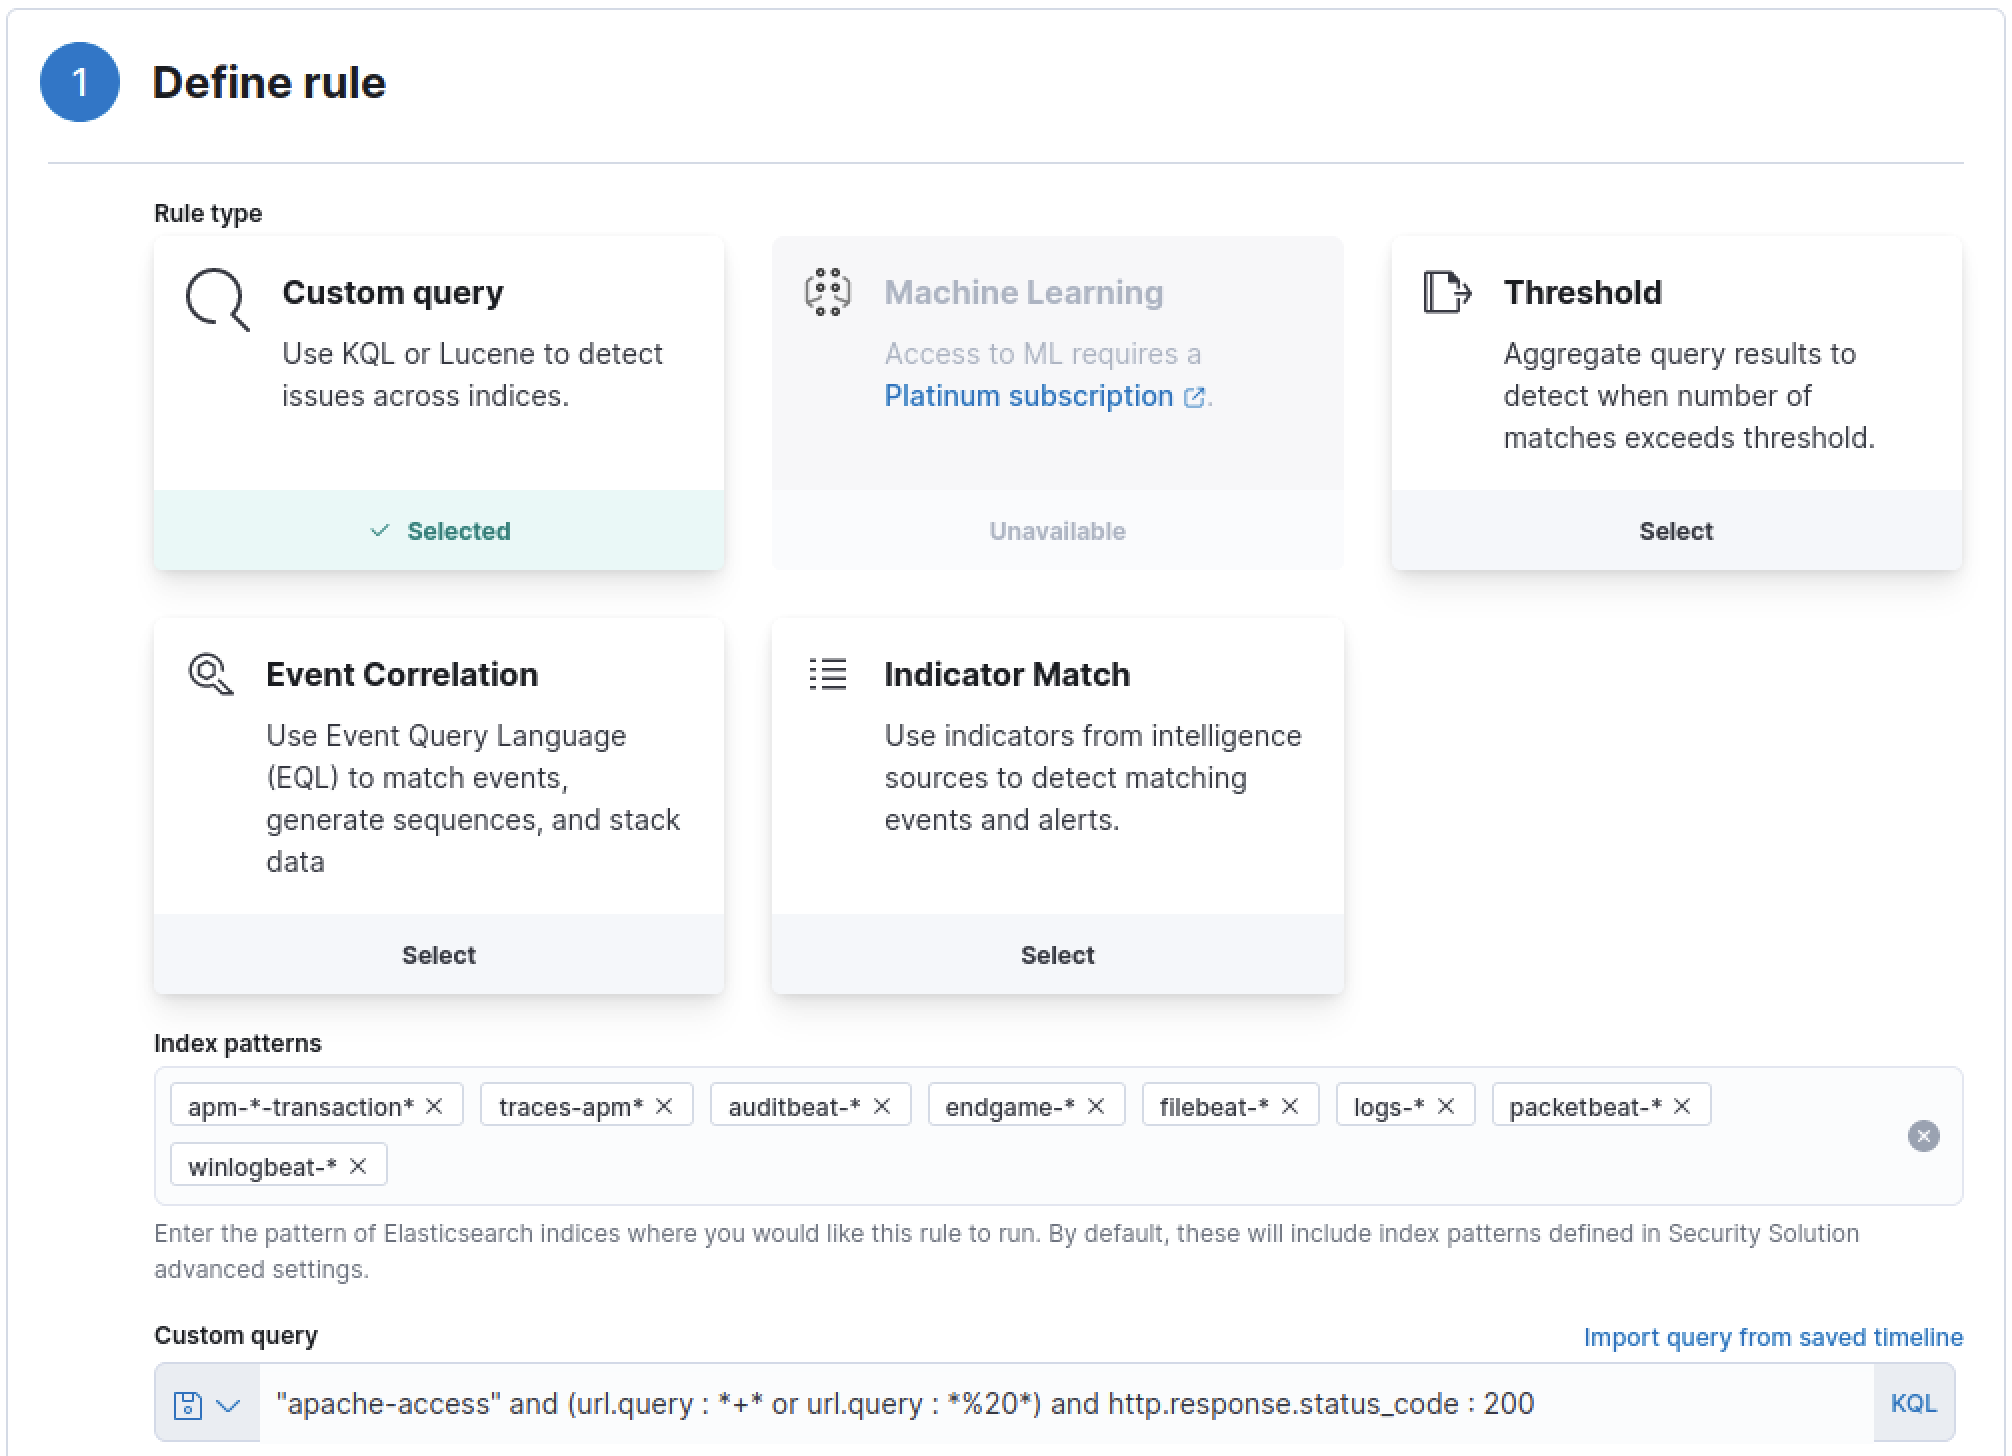 1 Define rule
Rule type
Custom query
Use KQL or Lucene to detect
issues across indices.
Selected
Machine Learning
Access to ML requires a
Platinum subscription .
Unavailable
Threshold
Aggregate query results to
detect when number of
matches exceeds threshold.
Select
Event Correlation
Use Event Query Language
(EQL) to match events,
generate sequences, and stack
data
Select
Indicator Match
Use indicators from intelligence
sources to detect matching
events and alerts.
Select
Index patterns
apm-*-transaction* traces-apm* auditbeat-* endgame-* filebeat-* logs-* packetbeat-*
winlogbeat-*
Enter the pattern of Elasticsearch indices where you would like this rule to run. By default, these will include index patterns defined in Security Solution
advanced settings.
Custom query Import query from saved timeline
"apache-access" and (url.query : *+* or url.query : *%20*) and http.response.status_code : 200 KQL